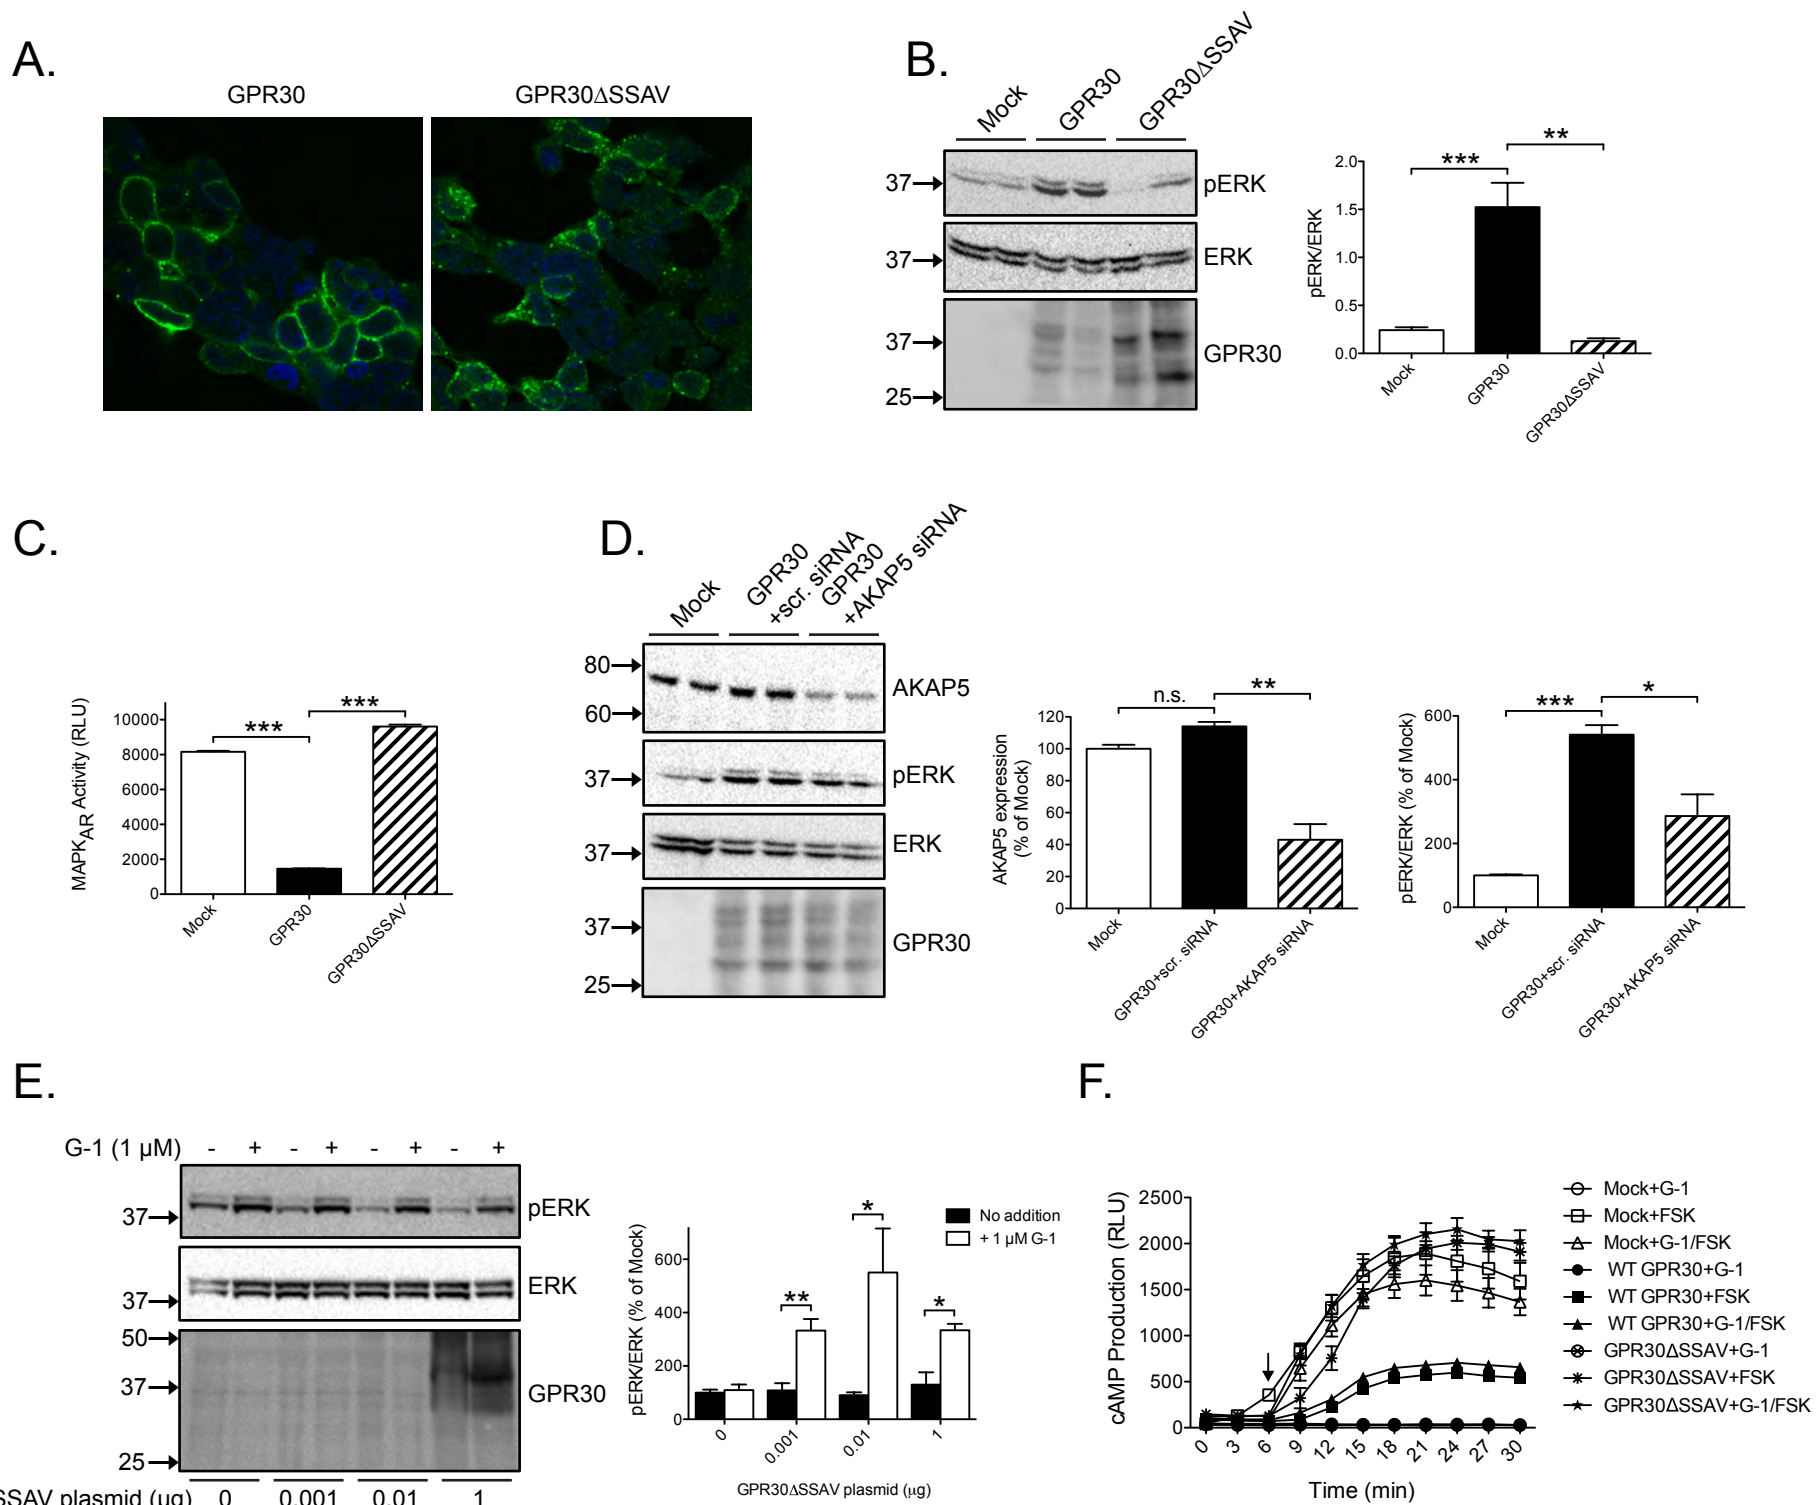 A.
GPR30
GPR30ΔSSAV
B.
Mock
GPR30
GPR30ΔSSAV
37
pERK
37
ERK
37
25
GPR30
pERK/ERK
2.0
1.5
1.0
0.5
0.0
***
**
Mock
GPR30
GPR30ΔSSAV
C.
MAPK_AR Activity (RLU)
10000
8000
6000
4000
2000
0
***
***
Mock
GPR30
GPR30ΔSSAV
D.
Mock
GPR30
+scr. siRNA
GPR30
+AKAP5 siRNA
80
60
AKAP5
37
pERK
37
ERK
37
25
GPR30
AKAP5 expression
(% of Mock)
120
100
80
60
40
20
0
n.s.
**
Mock
GPR30+scr. siRNA
GPR30+AKAP5 siRNA
pERK/ERK (% of Mock)
600
400
200
0
***
*
Mock
GPR30+scr. siRNA
GPR30+AKAP5 siRNA
E.
G-1 (1 µM) - + - + - + - +
37
pERK
37
ERK
50
37
25
GPR30
SSAV plasmid (µg) 0 0.001 0.01 1
pERK/ERK (% of Mock)
600
400
200
0
**
*
*
No addition
+ 1 µM G-1
0 0.001 0.01 1
GPR30ΔSSAV plasmid (µg)
F.
cAMP Production (RLU)
2500
2000
1500
1000
500
0
0 3 6 9 12 15 18 21 24 27 30
Time (min)
Mock+G-1
Mock+FSK
Mock+G-1/FSK
WT GPR30+G-1
WT GPR30+FSK
WT GPR30+G-1/FSK
GPR30ΔSSAV+G-1
GPR30ΔSSAV+FSK
GPR30ΔSSAV+G-1/FSK